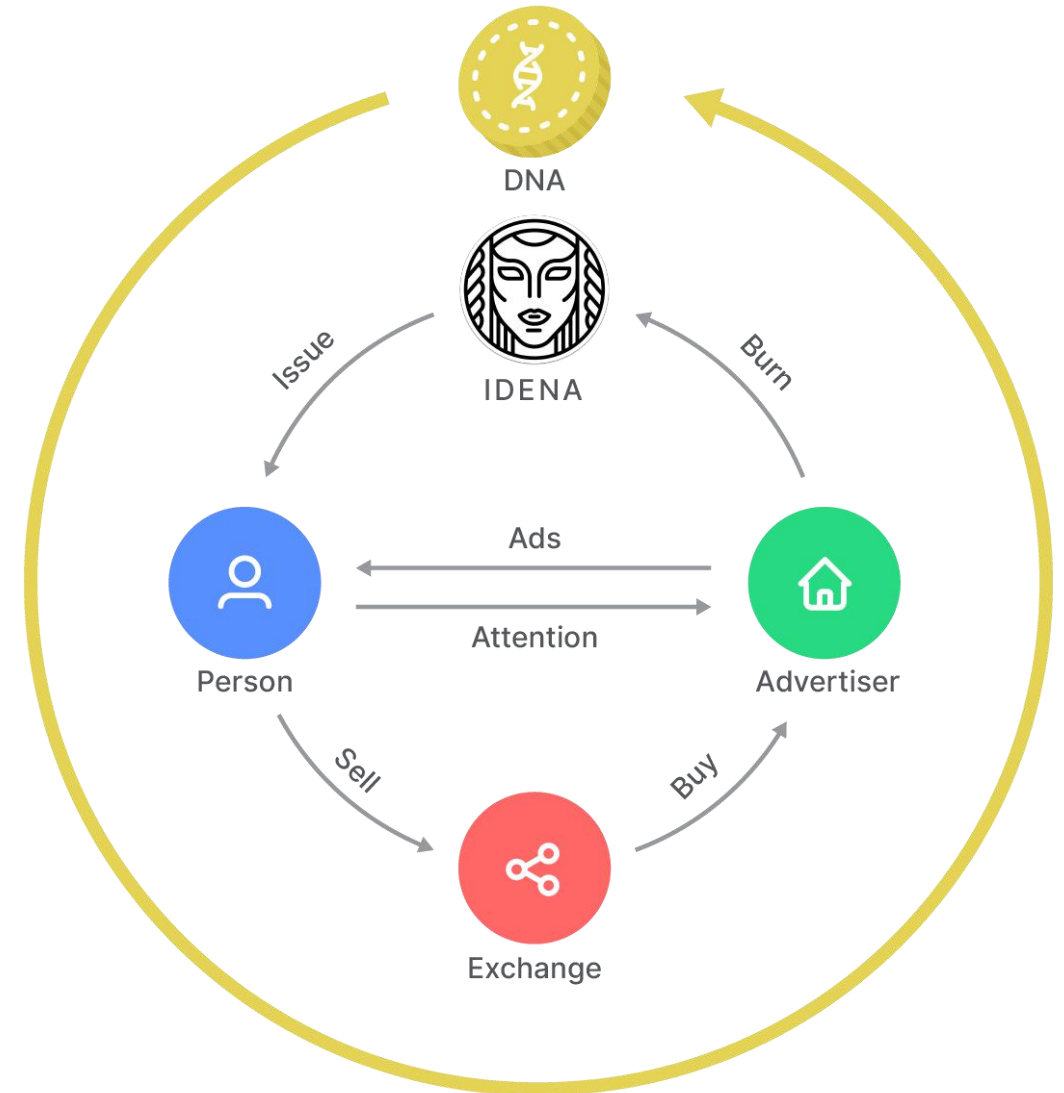 DNA
IDENA
Issue
Burn
Ads
Attention
Person
Advertiser
Sell
Buy
Exchange